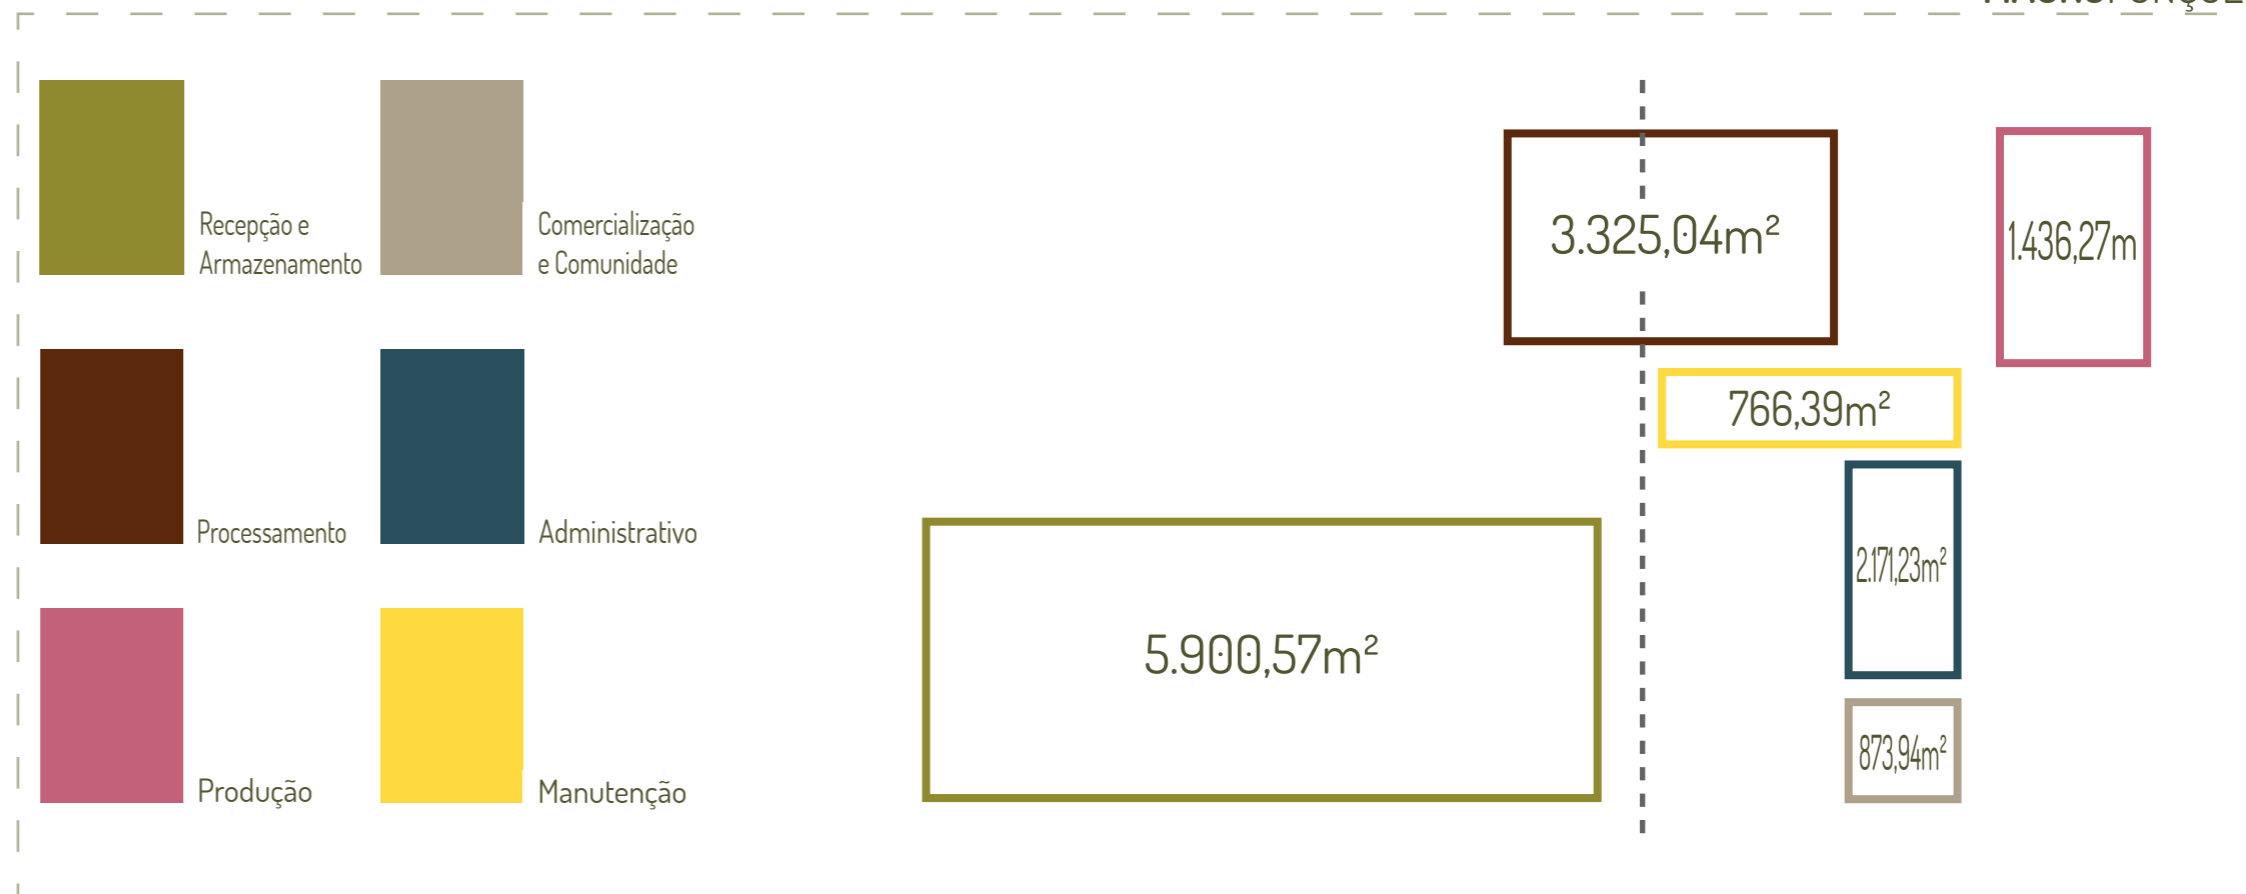 Recepção e
Armazenamento
Comercialização
e Comunidade
Processamento
Administrativo
Produção
Manutenção
3.325,04m²
1.436,27m
766,39m²
2.171,23m²
5.900,57m²
873,94m²